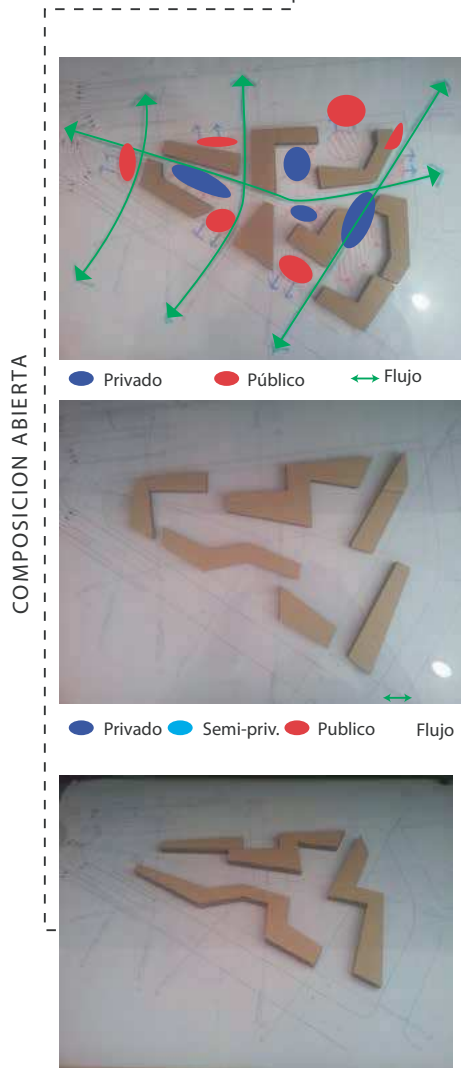 COMPOSICION ABIERTA
Privado Público Flujo
Privado Semi-priv. Publico Flujo